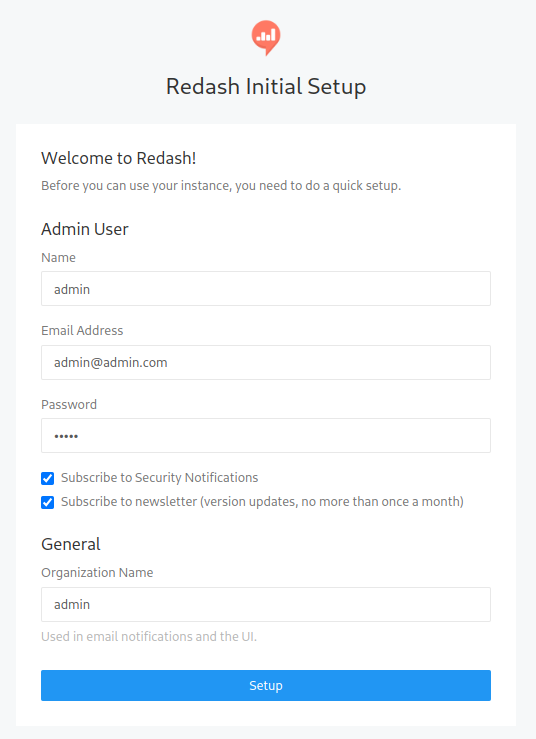 Redash Initial Setup
Welcome to Redash!
Before you can use your instance, you need to do a quick setup.
Admin User
Name
admin
Email Address
admin@admin.com
Password
•••••
Subscribe to Security Notifications
Subscribe to newsletter (version updates, no more than once a month)
General
Organization Name
admin
Used in email notifications and the UI.
Setup